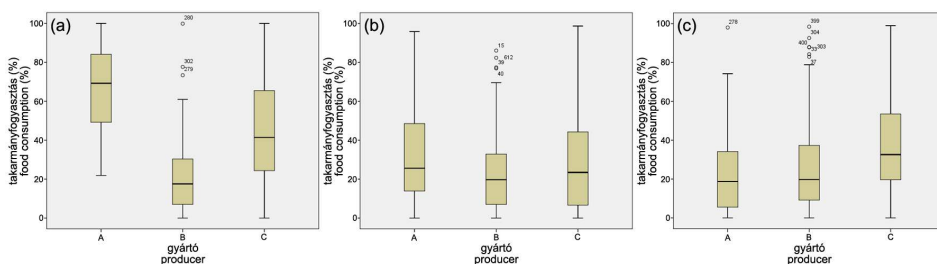 (a)
takarmányfogyasztás (%)
food consumption (%)
100
80
60
40
20
0
280
302
279
A
B
C
gyártó
producer
(b)
takarmányfogyasztás (%)
food consumption (%)
100
80
60
40
20
0
15
612
39
40
A
B
C
gyártó
producer
(c)
takarmányfogyasztás (%)
food consumption (%)
100
80
60
40
20
0
278
399
304
400
33
303
37
A
B
C
gyártó
producer